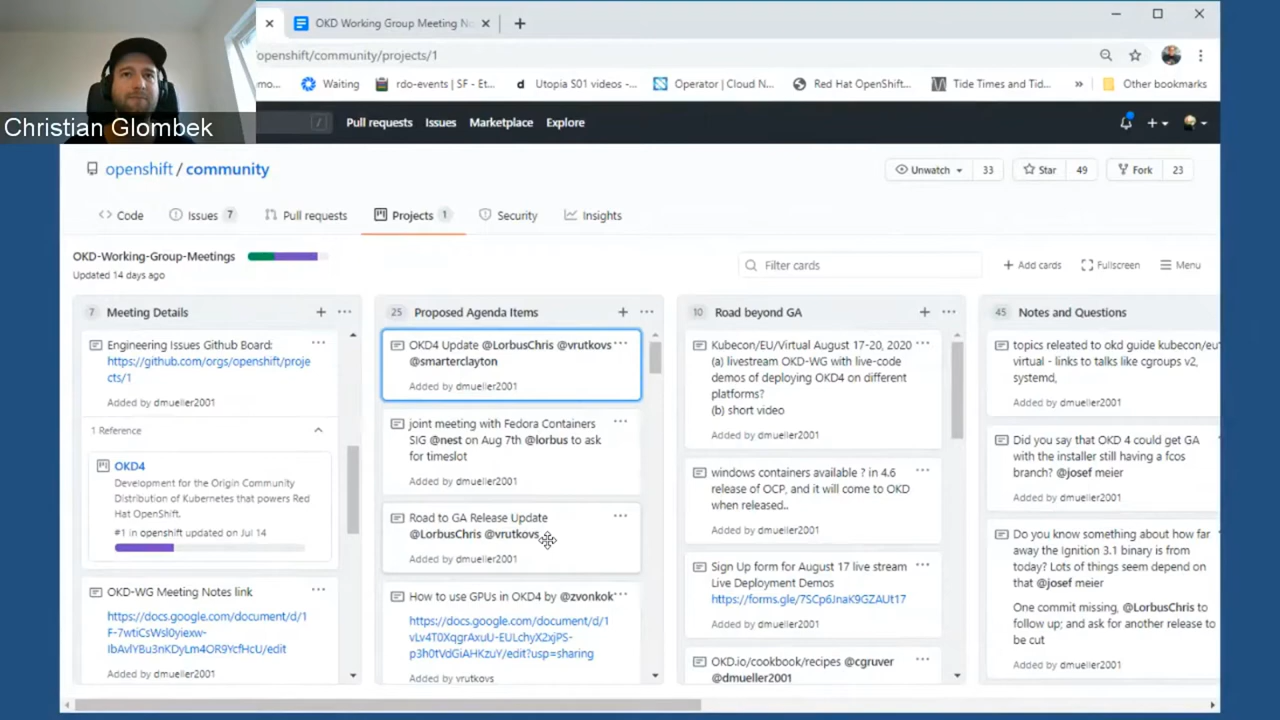 OKD Working Group Meeting N
openshift/community/projects/1
Waiting
rdo-events | SF - Et...
d Utopia S01 videos -...
Operator | Cloud N...
Red Hat OpenShift...
Tide Times and Tid...
»
Other bookmarks
Christian Glombek
/
Pull requests
Issues
Marketplace
Explore
openshift / community
Unwatch
33
Star
49
Fork
23
Code
Issues 7
Pull requests
Projects 1
Security
Insights
OKD-Working-Group-Meetings
Updated 14 days ago
Filter cards
+ Add cards
Fullscreen
Menu
7 Meeting Details
Engineering Issues Github Board:
https://github.com/orgs/openshift/proje
cts/1
Added by dmueller2001
1 Reference
OKD4
Development for the Origin Community
Distribution of Kubernetes that powers Red
Hat OpenShift.
#1 in openshift updated on Jul 14
OKD-WG Meeting Notes link
https://docs.google.com/document/d/1
Added by dmueller2001
25 Proposed Agenda Items
OKD4 Update @LorbusChris @vrutkovs
@smarterclayton
Added by dmueller2001
joint meeting with Fedora Containers
SIG @nest on Aug 7th @lorbus to ask
for timeslot
Added by dmueller2001
Road to GA Release Update
@LorbusChris @vrutkovs
Added by dmueller2001
How to use GPUs in OKD4 by @zvonkok
https://docs.google.com/document/d/1
Added by vrutkovs
10 Road beyond GA
Kubecon/EU/Virtual August 17-20, 2020
(a) livestream OKD-WG with live-code
demos of deploying OKD4 on different
platforms?
(b) short video
Added by dmueller2001
windows containers available ? in 4.6
release of OCP, and it will come to OKD
when released..
Added by dmueller2001
Sign Up form for August 17 live stream
Live Deployment Demos
https://forms.gle/7SCp6JnaK9GZAUt17
Added by dmueller2001
OKD.io/cookbook/recipes @cgruver
@dmueller2001
45 Notes and Questions
topics releated to okd guide kubecon/eu
virtual - links to talks like cgroups v2,
systemd,
Added by dmueller2001
Did you say that OKD 4 could get GA
with the installer still having a fcos
branch? @josef meier
Added by dmueller2001
Do you know something about how far
away the Ignition 3.1 binary is from
today? Lots of things seem depend on
that @josef meier
One commit missing, @LorbusChris to
follow up; and ask for another release to
be cut
Added by dmueller2001